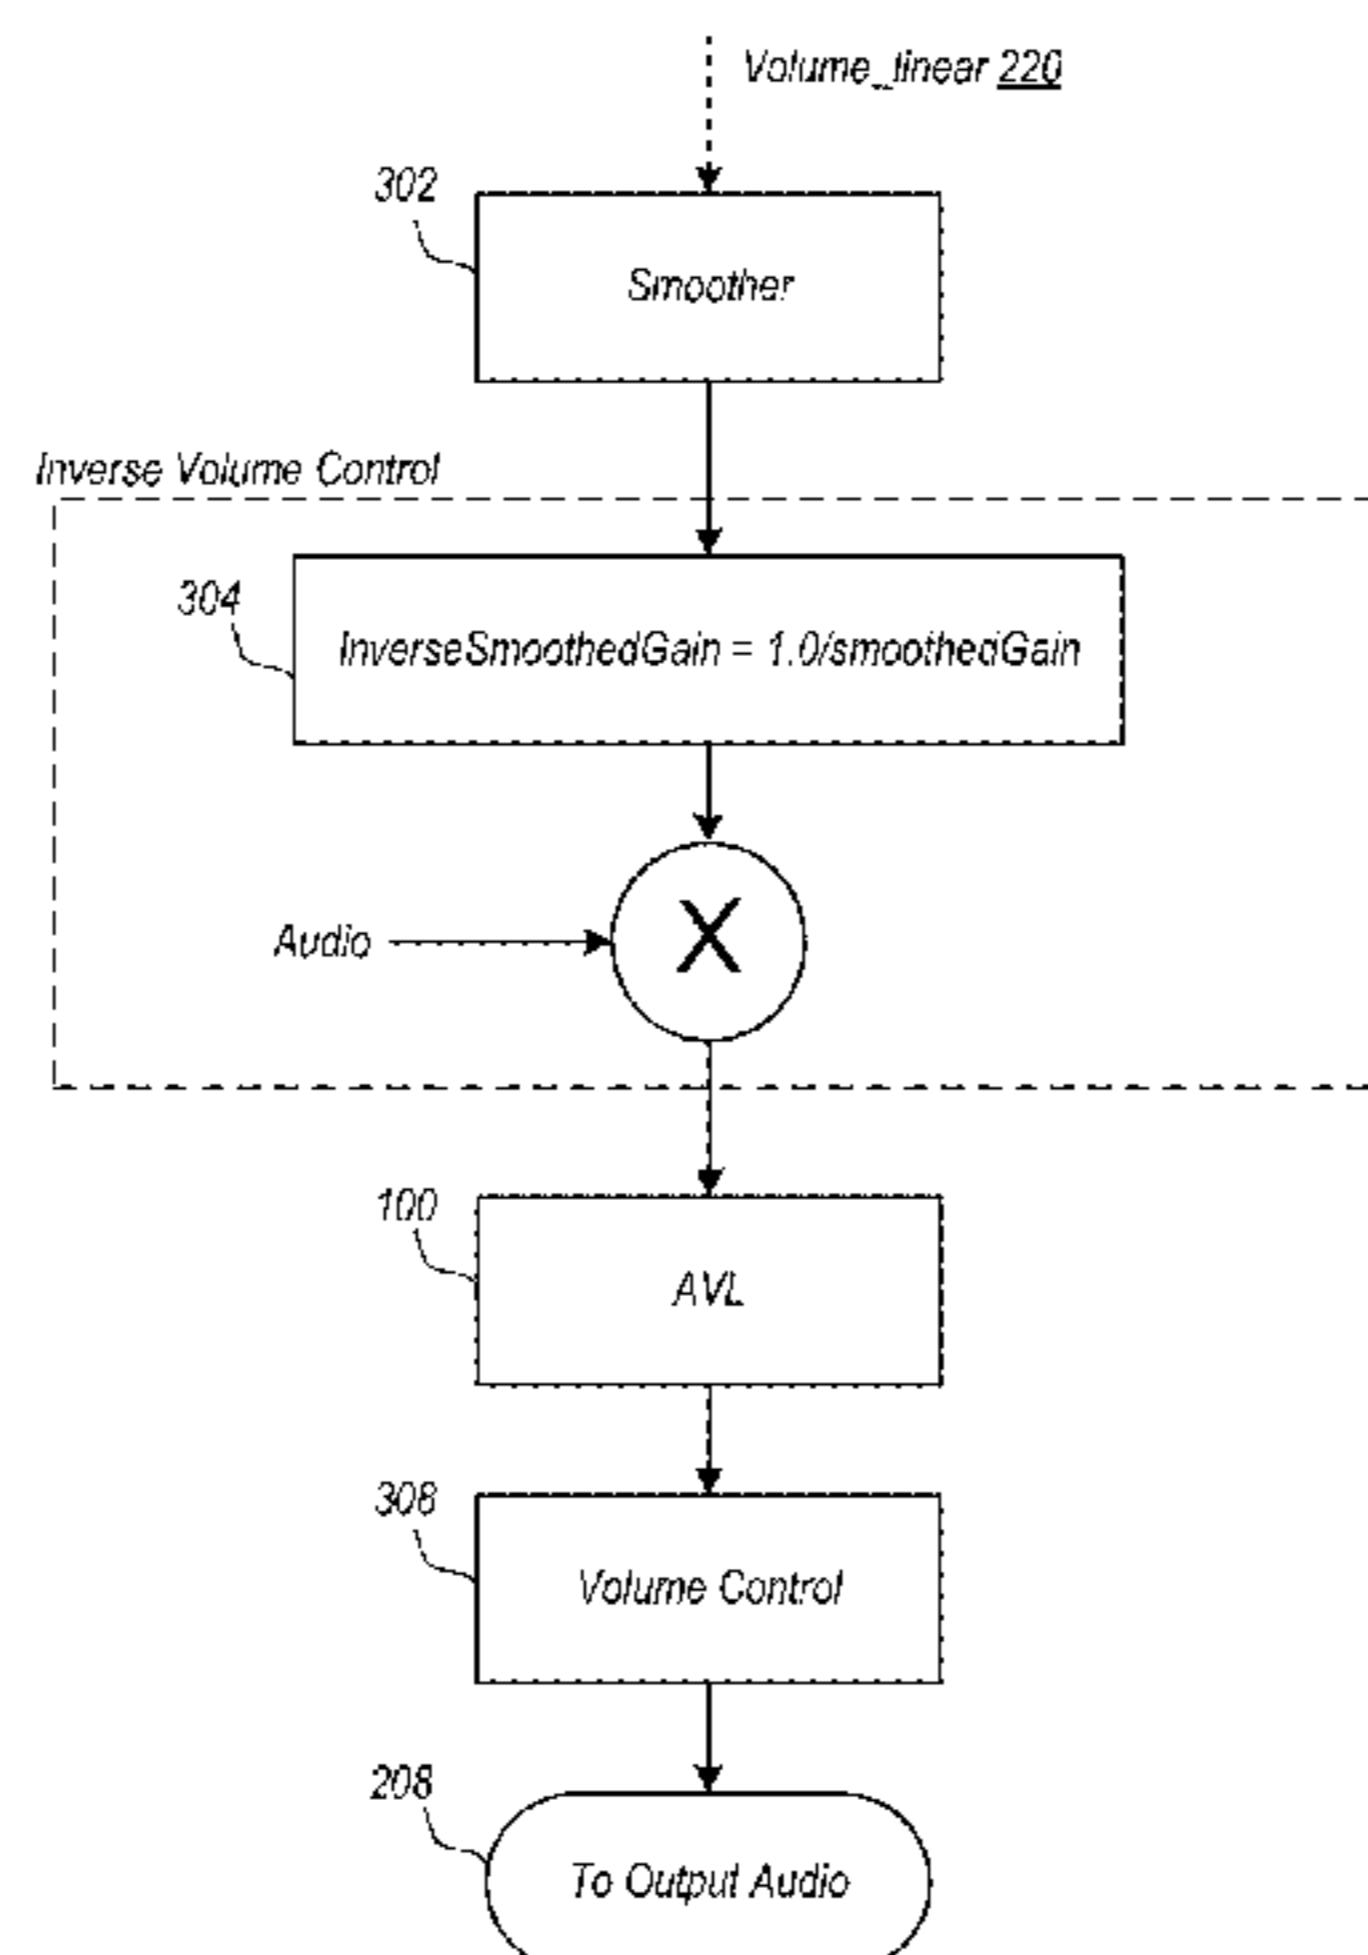 Volume_linear 220
302
Smoother
Inverse Volume Control
304
InverseSmoothedGain = 1.0/smoothedGain
Audio
X
100
AVL
308
Volume Control
208
To Output Audio